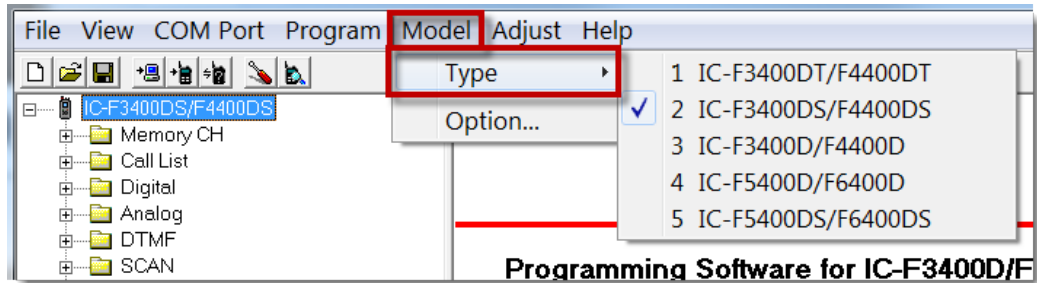 File View COM Port Program Model Adjust Help
Type
Option...
1 IC-F3400DT/F4400DT
2 IC-F3400DS/F4400DS
3 IC-F3400D/F4400D
4 IC-F5400D/F6400D
5 IC-F5400DS/F6400DS
IC-F3400DS/F4400DS
Memory CH
Call List
Digital
Analog
DTMF
SCAN
Programming Software for IC-F3400D/F